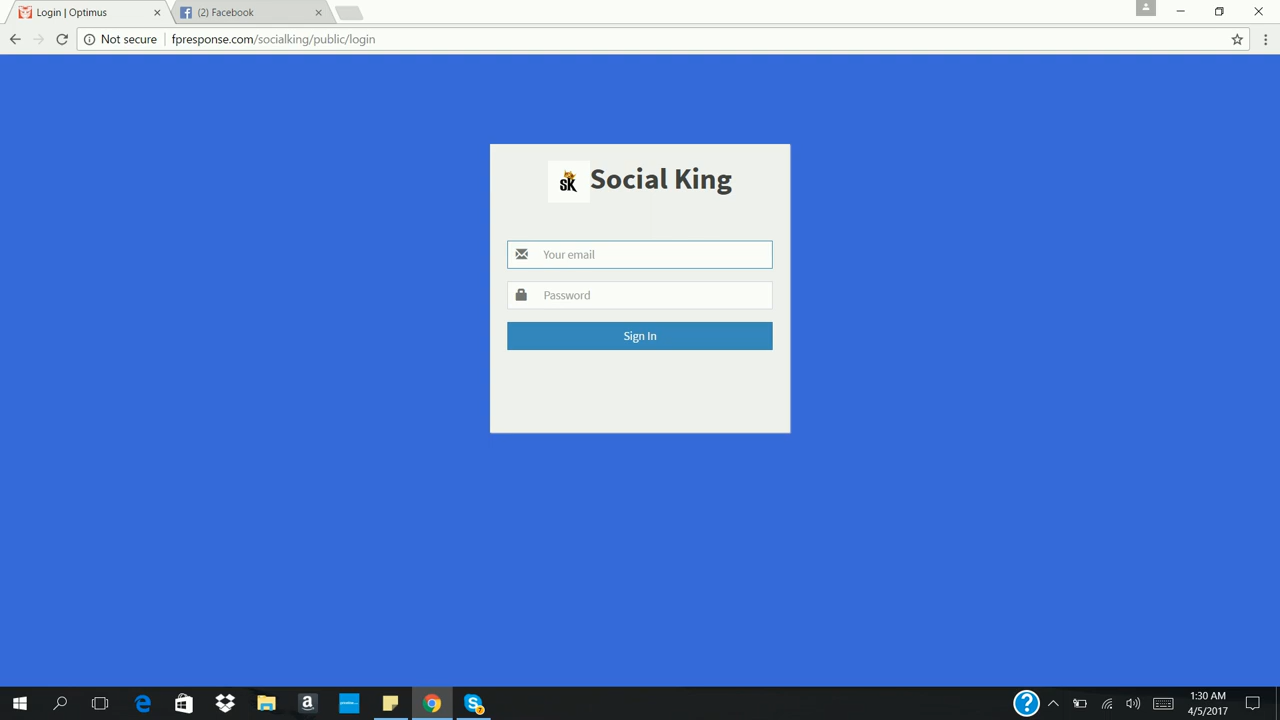 Login | Optimus
(2) Facebook
Not secure
fpresponse.com/socialking/public/login
SK
Social King
Your email
Password
Sign In
a
S
7
?
1:30 AM
4/5/2017